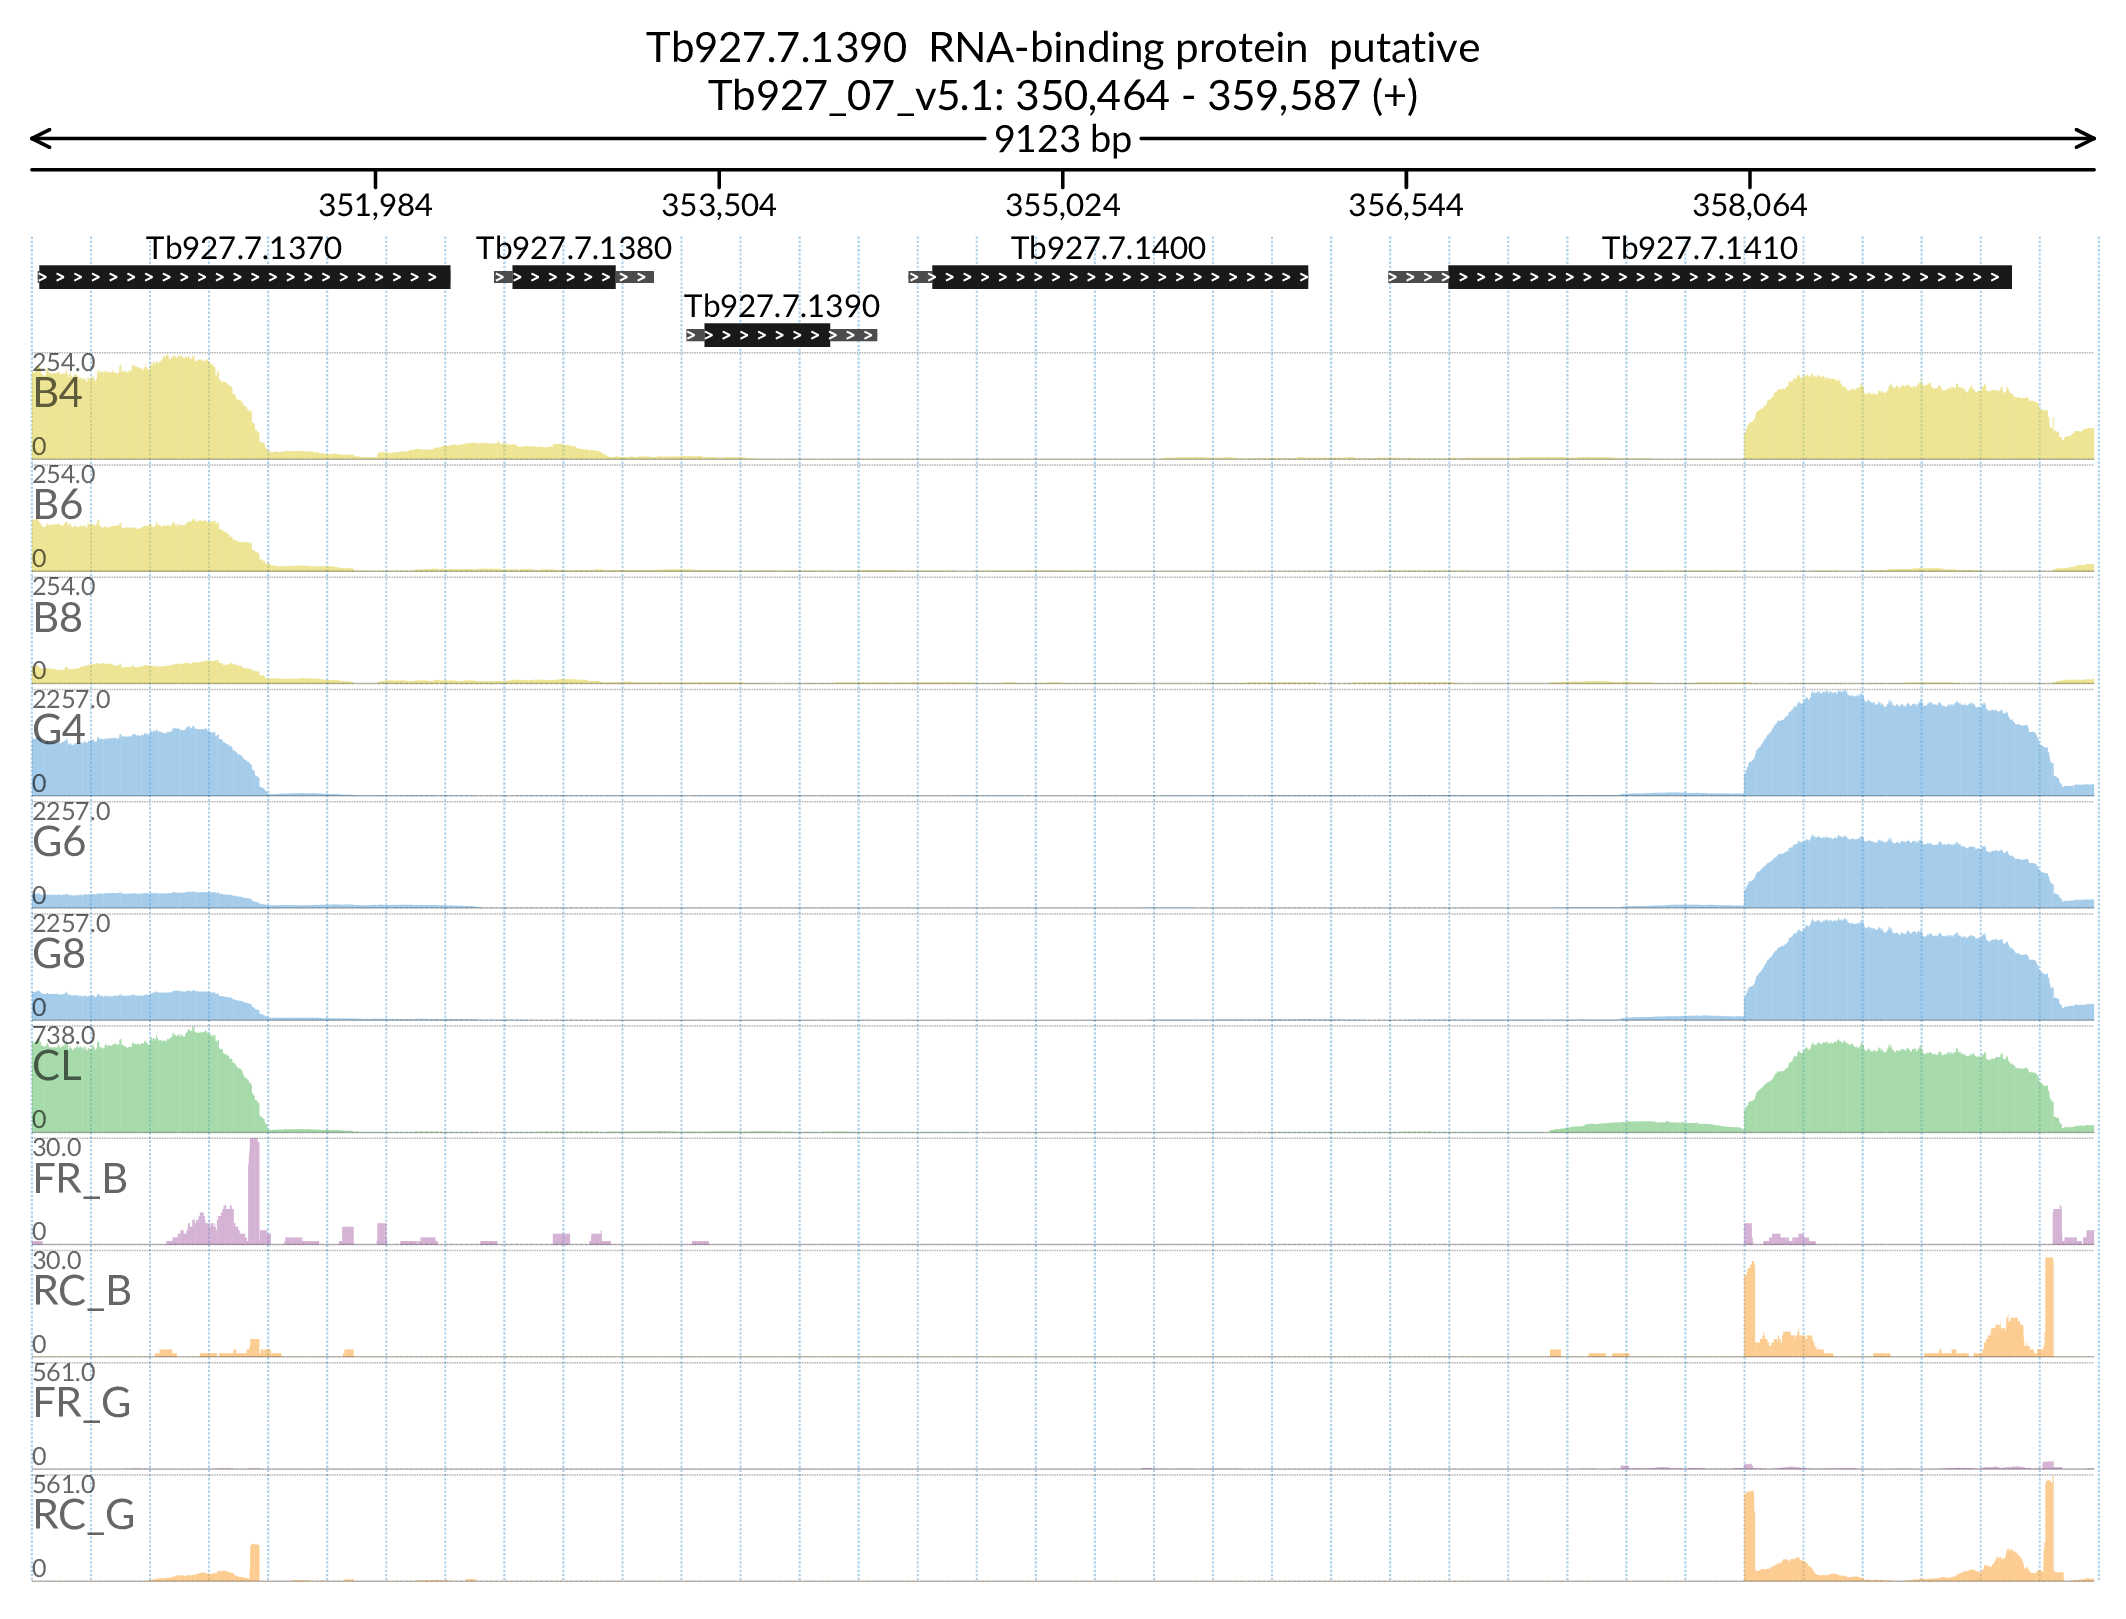 Tb927.7.1390  RNA-binding protein  putative
Tb927_07_v5.1: 350,464 - 359,587 (+)
9123 bp
351,984 353,504 355,024 356,544 358,064
Tb927.7.1370 Tb927.7.1380 Tb927.7.1400 Tb927.7.1410
Tb927.7.1390
254.0
B4
0
254.0
B6
0
254.0
B8
0
2257.0
G4
0
2257.0
G6
0
2257.0
G8
0
738.0
CL
0
30.0
FR_B
0
30.0
RC_B
0
561.0
FR_G
0
561.0
RC_G
0